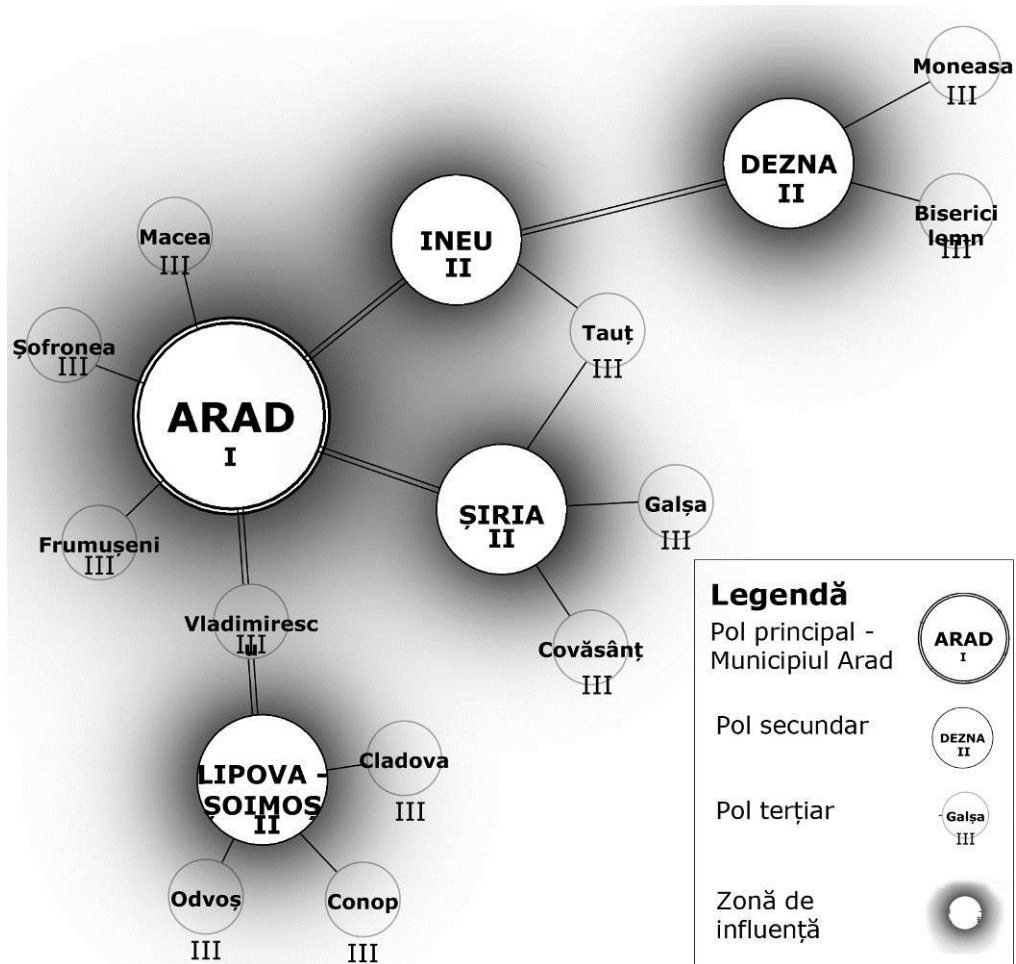 Moneasa
III
DEZNA
II
Biserici
lemn
III
INEU
II
Macea
III
Șofronea
III
Tauț
III
ARAD
I
ȘIRIA
II
Galșa
III
Frumușeni
III
Vladimiresc
u
III
Covăsânț
III
LIPOVA -
ȘOIMOȘ
II
Cladova
III
Odvoș
III
Conop
III
Legendă
Pol principal -
Municipiul Arad
ARAD
I
Pol secundar
DEZNA
II
Pol terțiar
Galșa
III
Zonă de
influență